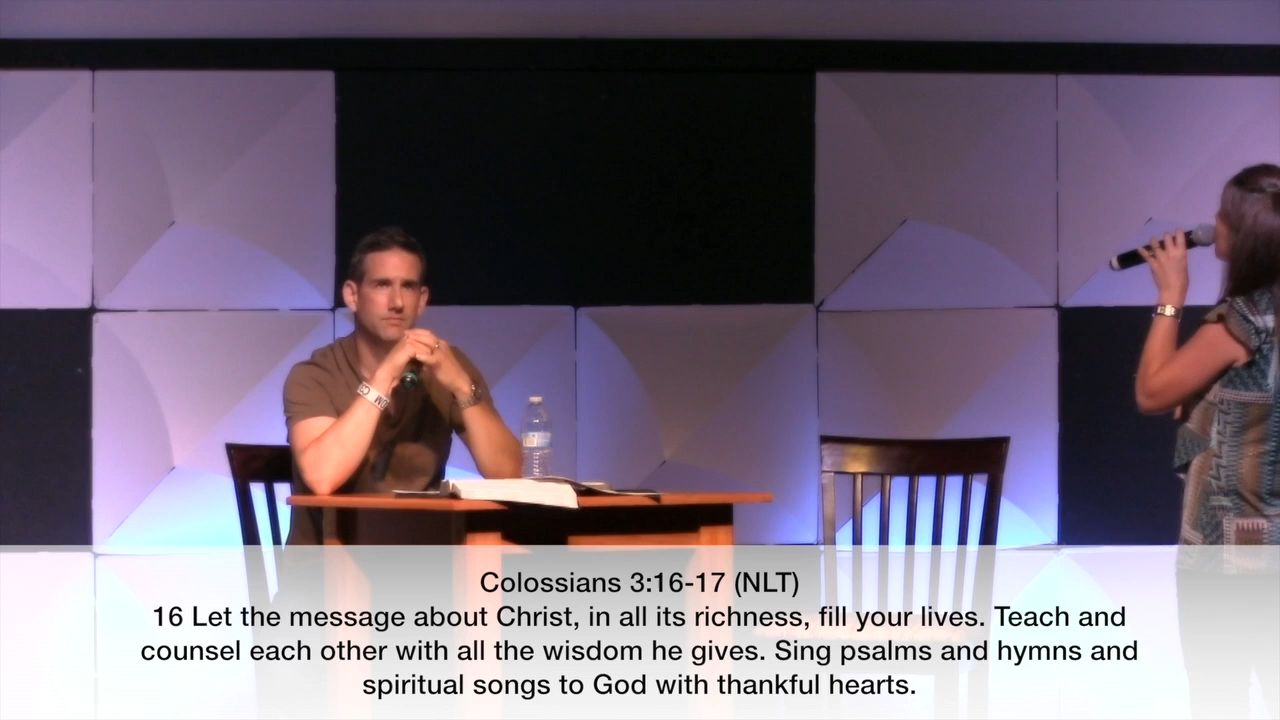 Colossians 3:16-17 (NLT)
16 Let the message about Christ, in all its richness, fill your lives. Teach and
counsel each other with all the wisdom he gives. Sing psalms and hymns and
spiritual songs to God with thankful hearts.